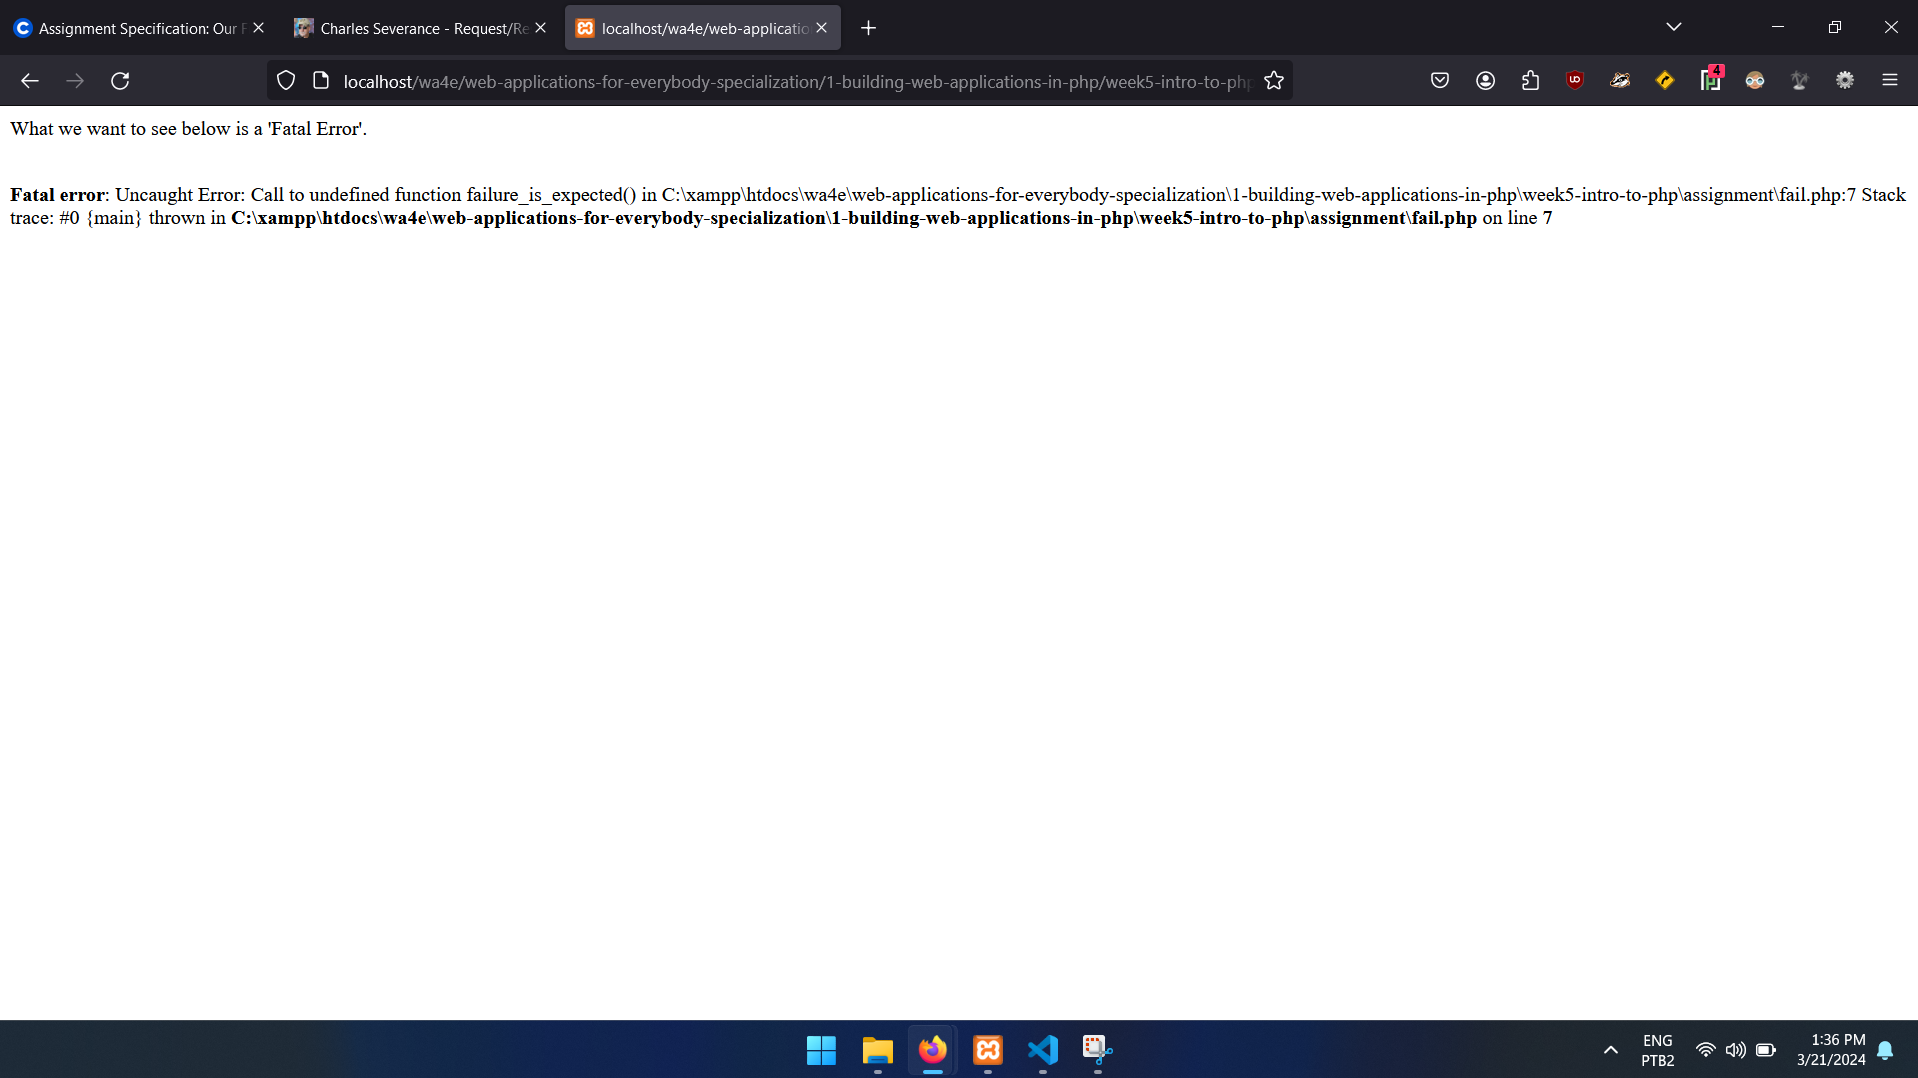 Assignment Specification: Our F
Charles Severance - Request/Re
localhost/wa4e/web-applicatio
localhost/wa4e/web-applications-for-everybody-specialization/1-building-web-applications-in-php/week5-intro-to-php
4
What we want to see below is a 'Fatal Error'.
Fatal error: Uncaught Error: Call to undefined function failure_is_expected() in C:\xampp\htdocs\wa4e\web-applications-for-everybody-specialization\1-building-web-applications-in-php\week5-intro-to-php\assignment\fail.php:7 Stack
trace: #0 {main} thrown in C:\xampp\htdocs\wa4e\web-applications-for-everybody-specialization\1-building-web-applications-in-php\week5-intro-to-php\assignment\fail.php on line 7
ENG
PTB2
1:36 PM
3/21/2024